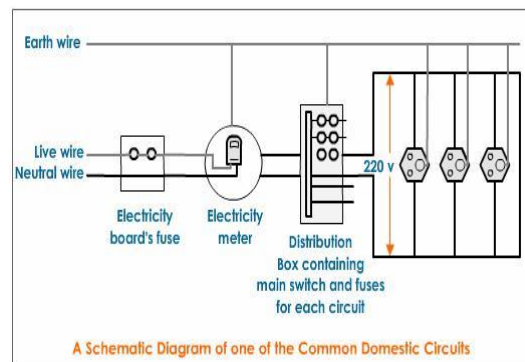 Earth wire
Live wire
Neutral wire
220 v
Electricity
board's fuse
Electricity
meter
Distribution
Box containing
main switch and fuses
for each circuit
A Schematic Diagram of one of the Common Domestic Circuits